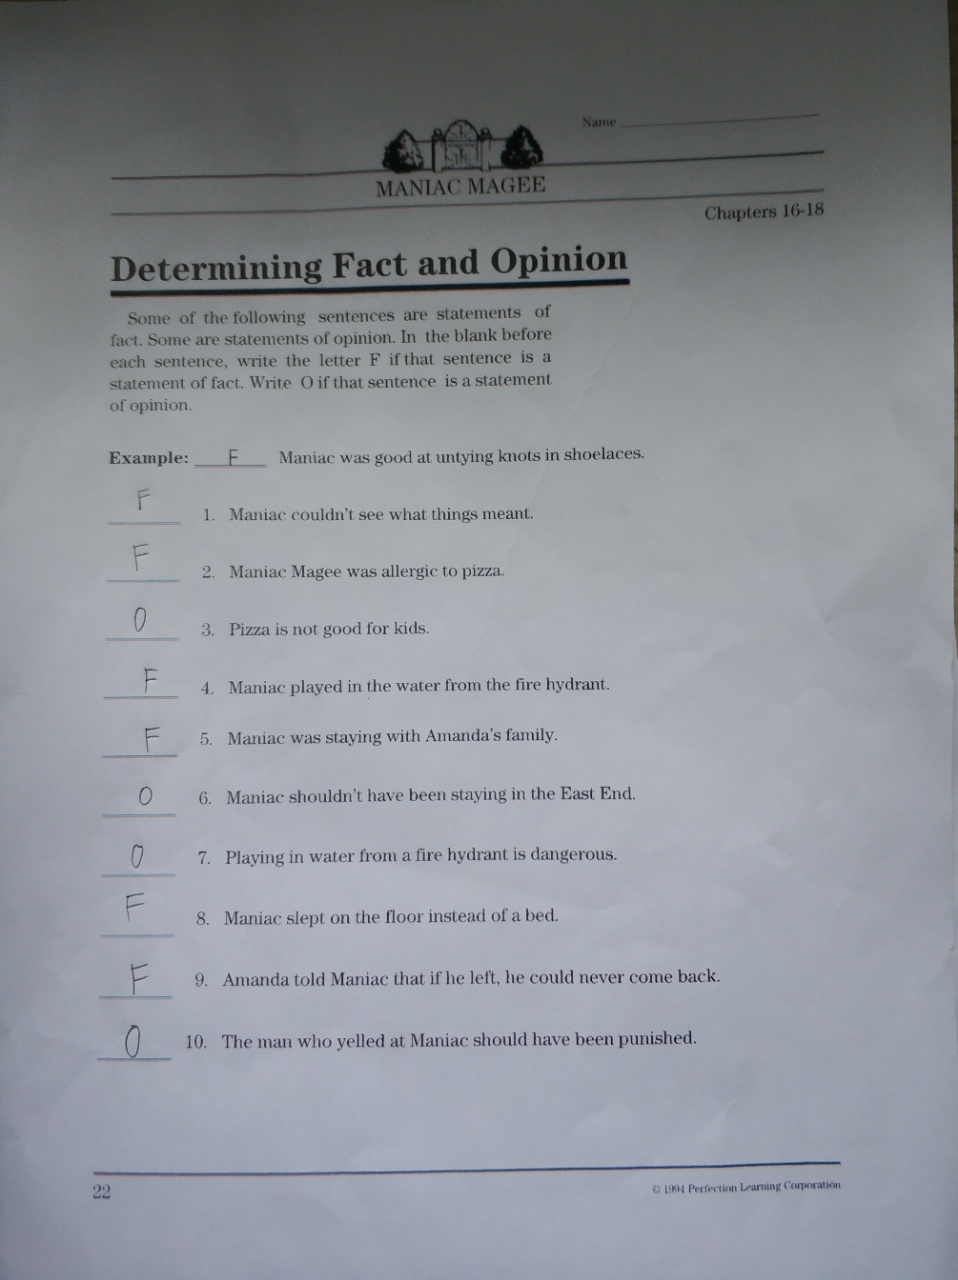 Name
MANIAC MAGEE
Chapters 16-18
Determining Fact and Opinion
Some of the following sentences are statements of
fact. Some are statements of opinion. In the blank before
each sentence, write the letter F if that sentence is a
statement of fact. Write O if that sentence is a statement
of opinion.
Example: F Maniac was good at untying knots in shoelaces.
F 1. Maniac couldn't see what things meant.
F 2. Maniac Magee was allergic to pizza.
O 3. Pizza is not good for kids.
F 4. Maniac played in the water from the fire hydrant.
F 5. Maniac was staying with Amanda's family.
O 6. Maniac shouldn't have been staying in the East End.
O 7. Playing in water from a fire hydrant is dangerous.
F 8. Maniac slept on the floor instead of a bed.
F 9. Amanda told Maniac that if he left, he could never come back.
O 10. The man who yelled at Maniac should have been punished.
22 © 1994 Perfection Learning Corporation